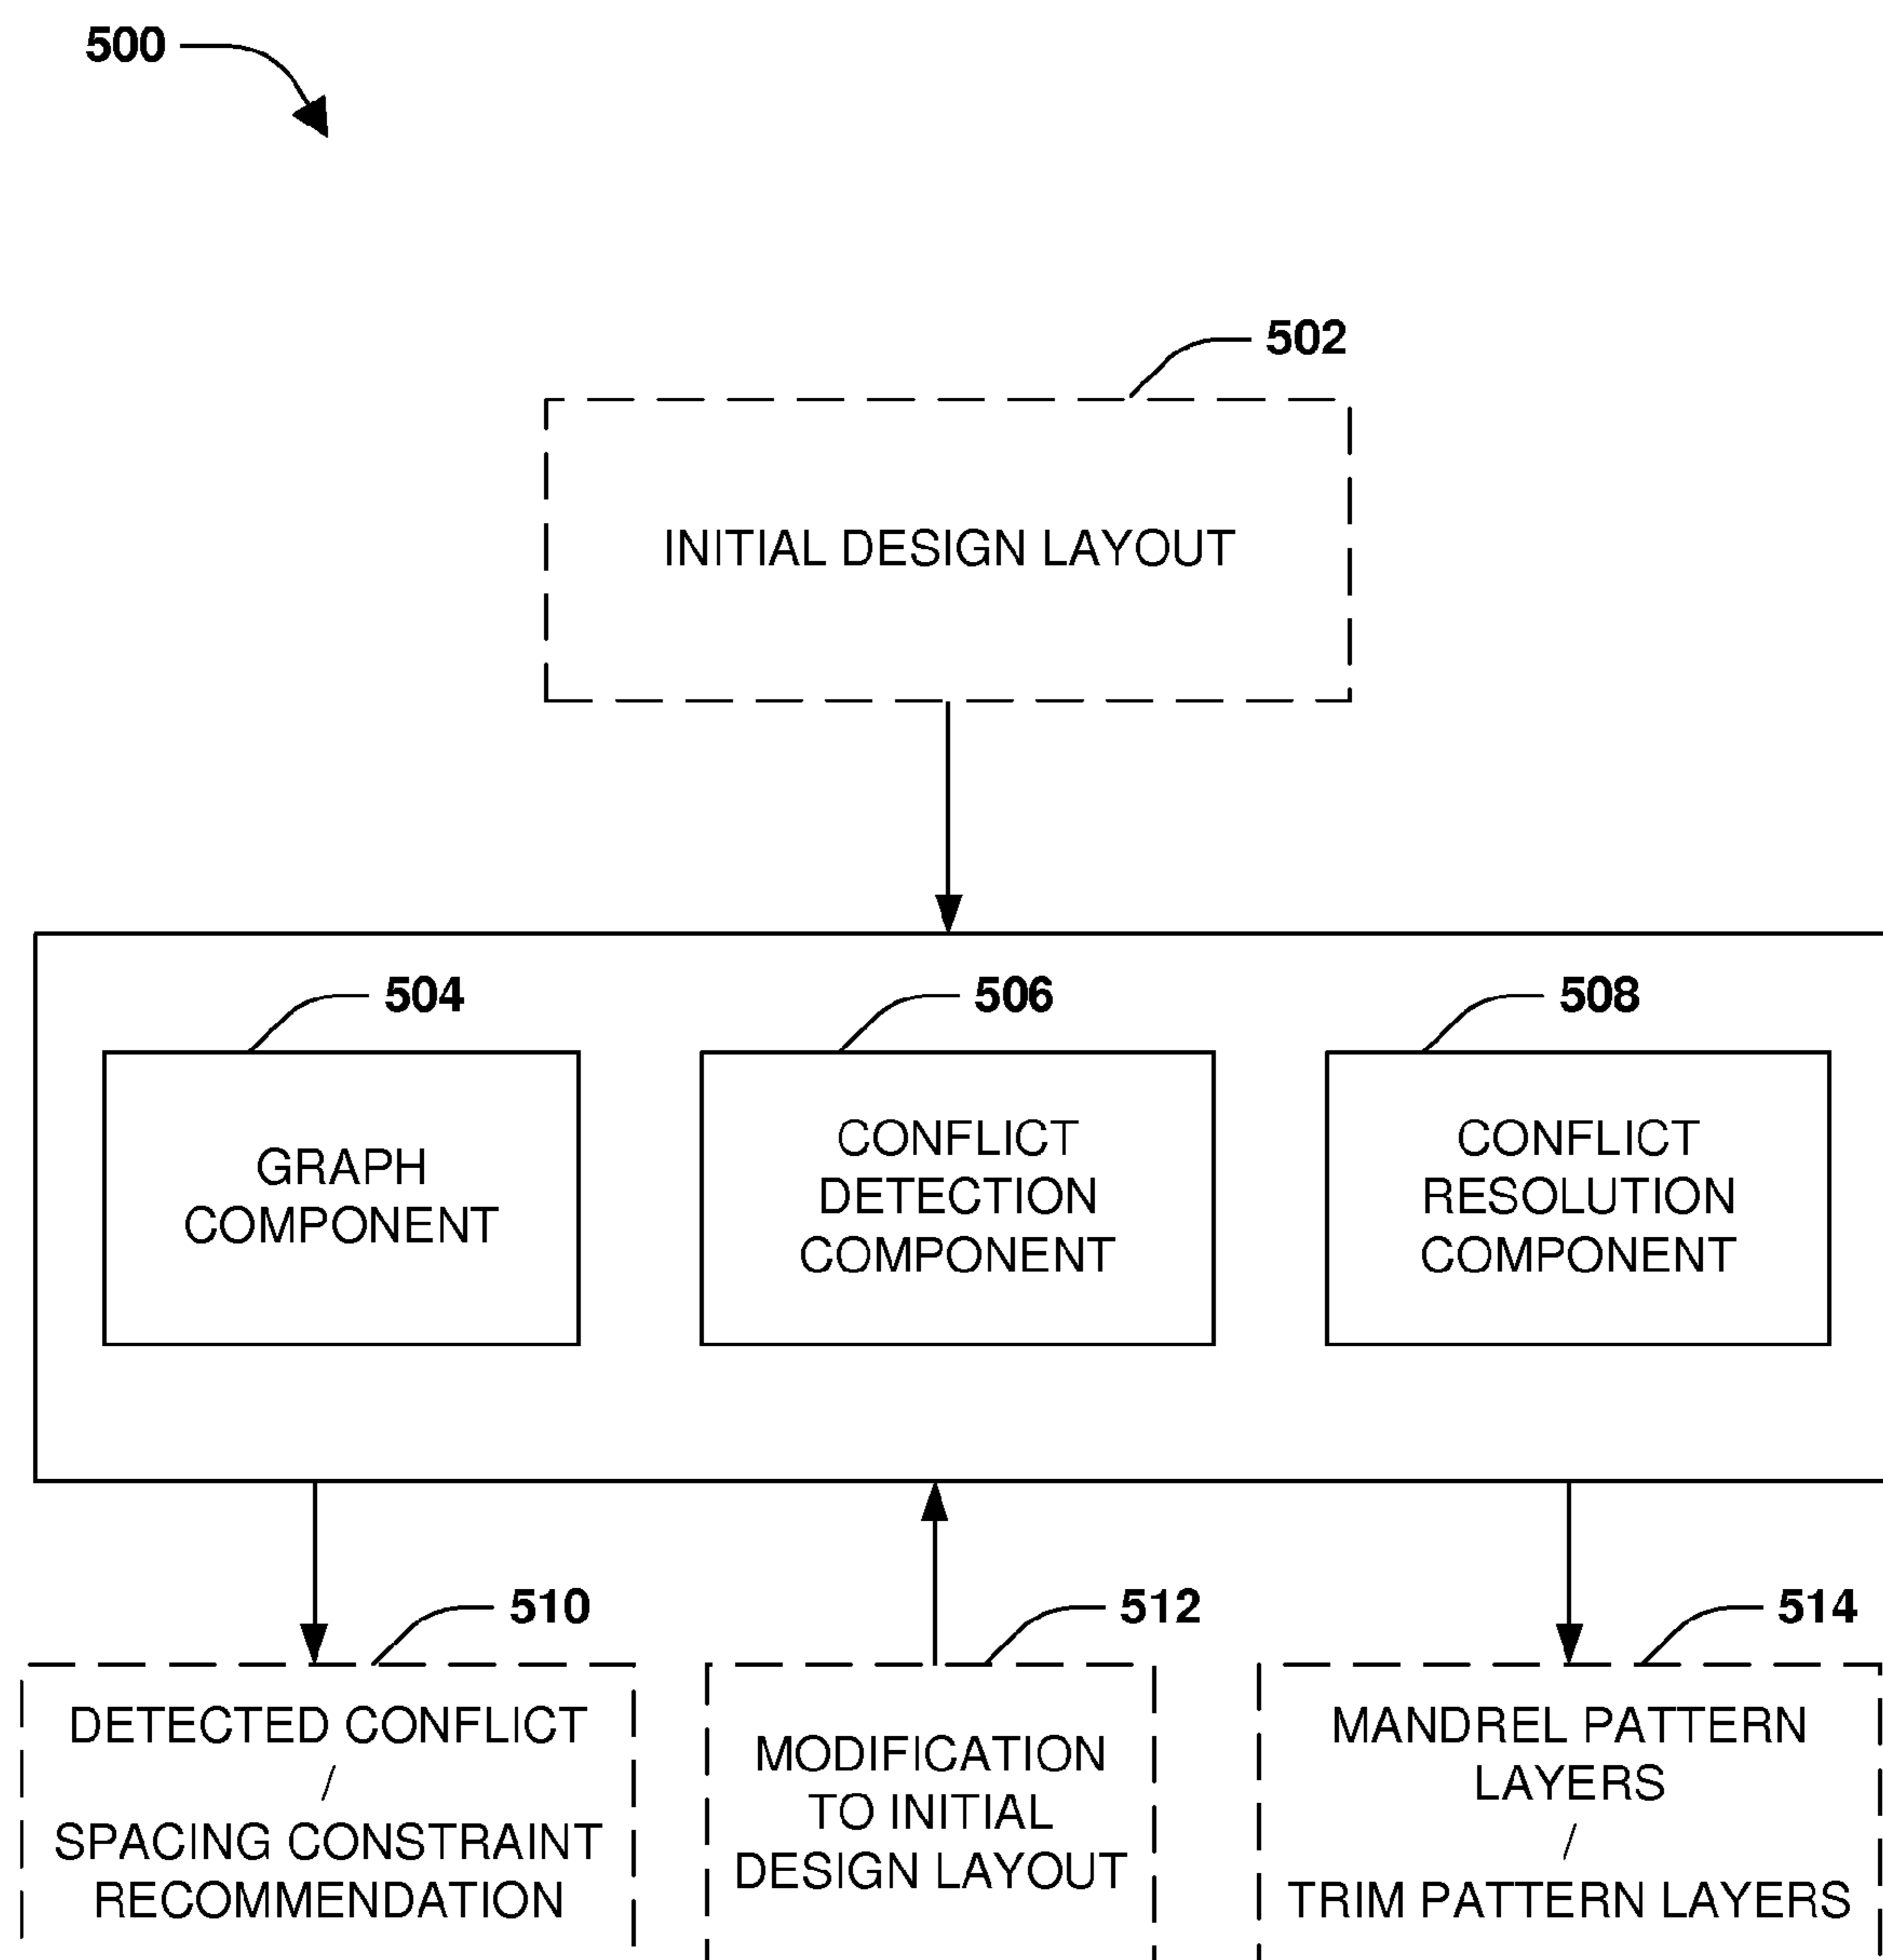 500
502
INITIAL DESIGN LAYOUT
504
506
508
GRAPH
COMPONENT
CONFLICT
DETECTION
COMPONENT
CONFLICT
RESOLUTION
COMPONENT
510
512
514
DETECTED CONFLICT
/
SPACING CONSTRAINT
RECOMMENDATION
MODIFICATION
TO INITIAL
DESIGN LAYOUT
MANDREL PATTERN
LAYERS
/
TRIM PATTERN LAYERS